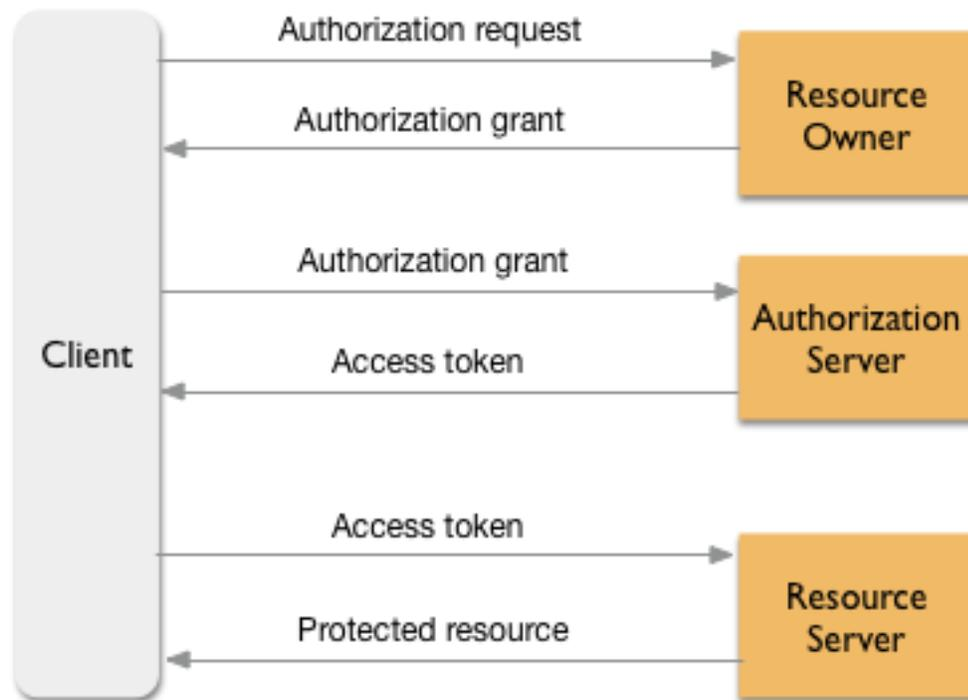 Authorization request
Resource
Owner
Authorization grant
Authorization grant
Authorization
Server
Client
Access token
Access token
Resource
Server
Protected resource